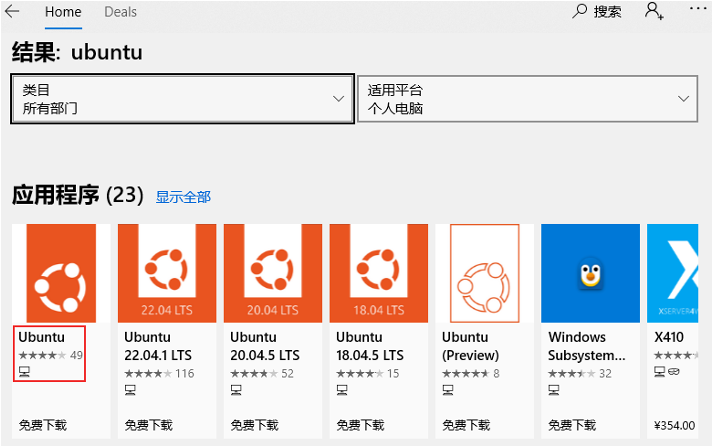 Home Deals 搜索
结果: ubuntu
类目 适用平台
所有部门 个人电脑
应用程序 (23) 显示全部
22.04 LTS 20.04 LTS 18.04 LTS
Ubuntu Ubuntu Ubuntu Ubuntu Ubuntu Windows X410
22.04.1 LTS 20.04.5 LTS 18.04.5 LTS (Preview) Subsystem...
49 116 52 15 8 32
免费下载 免费下载 免费下载 免费下载 免费下载 免费下载 ¥354.00